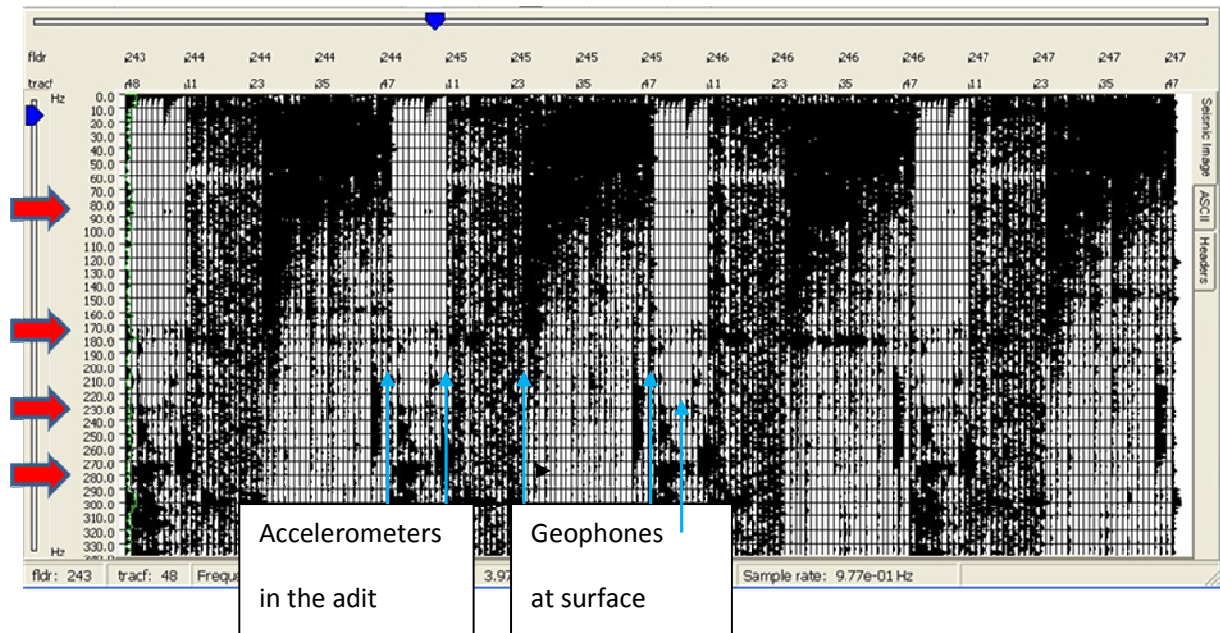 fldr 243 244 244 244 244 245 245 245 245 246 246 246 246 247 247 247 247
tracf 48 11 23 35 47 11 23 35 47 11 23 35 47 11 23 35 47
Hz
0.0
10.0
20.0
30.0
40.0
50.0
60.0
70.0
80.0
90.0
100.0
110.0
120.0
130.0
140.0
150.0
160.0
170.0
180.0
190.0
200.0
210.0
220.0
230.0
240.0
250.0
260.0
270.0
280.0
290.0
300.0
310.0
320.0
330.0
Hz
Seismic Image
ASCII
Headers
Accelerometers
in the adit
Geophones
at surface
fldr: 243 tracf: 48 Frequ 3.97 Sample rate: 9.77e-01 Hz